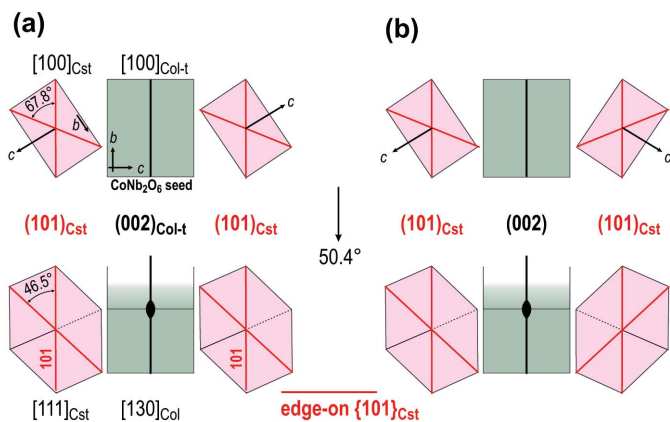 (a)
(b)
[100]Cst
[100]Col-t
67.8°
b
c
b
c
CoNb2O6 seed
c
c
c
(101)Cst
(002)Col-t
(101)Cst
50.4°
(101)Cst
(002)
(101)Cst
46.5°
101
101
[111]Cst
[130]Col
edge-on {101}Cst